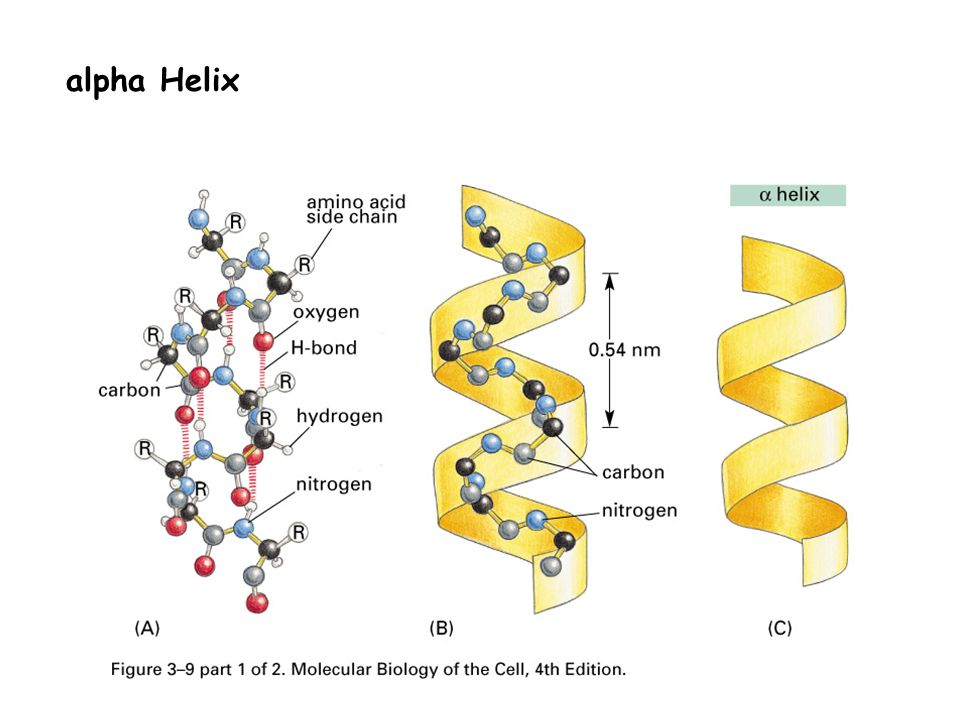 alpha Helix
amino acid
side chain
R
R
R
oxygen
R
H-bond
carbon
R
hydrogen
R
R
nitrogen
R
R
(A)
0.54 nm
carbon
nitrogen
(B)
α helix
(C)
Figure 3–9 part 1 of 2. Molecular Biology of the Cell, 4th Edition.